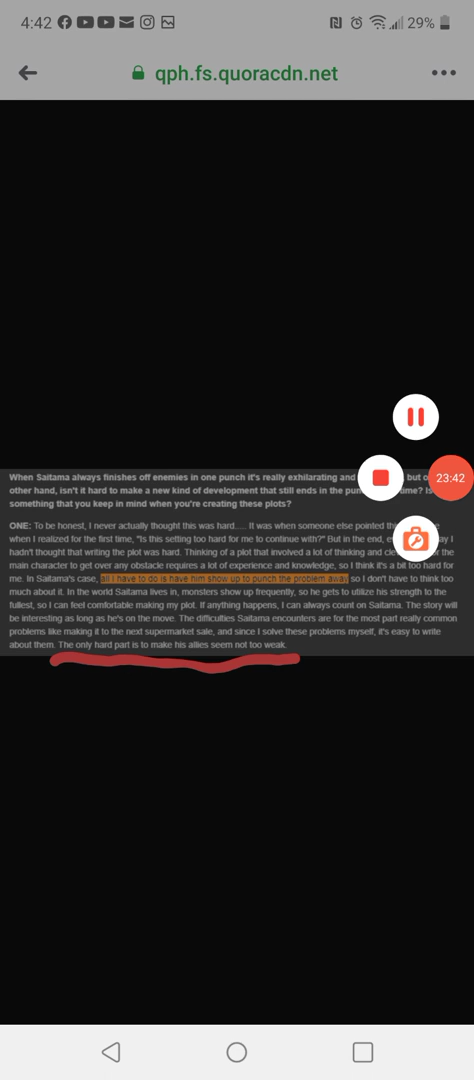 4:42 29%
qph.fs.quoracdn.net
When Saitama always finishes off enemies in one punch it's really exhilarating and but
other hand, isn't it hard to make a new kind of development that still ends in the
something that you keep in mind when you're creating these plots?
23:42
ONE: To be honest, I never actually thought this was hard.... It was when someone else pointed
when I realized for the first time, "Is this setting too hard for me to continue with?" But in the end,
hadn't thought that writing the plot was hard. Thinking of a plot that involved a lot of thinking and the
main character to get over any obstacle requires a lot of experience and knowledge, so I think it's a bit too hard for
me. In Saitama's case, all I have to do is have him show up to punch the problem away so I don't have to think too
much about it. In the world Saitama lives in, monsters show up frequently, so he gets to utilize his strength to the
fullest, so I can feel comfortable making my plot. If anything happens, I can always count on Saitama. The story will
be interesting as long as he's on the move. The difficulties Saitama encounters are for the most part really common
problems like making it to the next supermarket sale, and since I solve these problems myself, it's easy to write
about them. The only hard part is to make his allies seem not too weak.